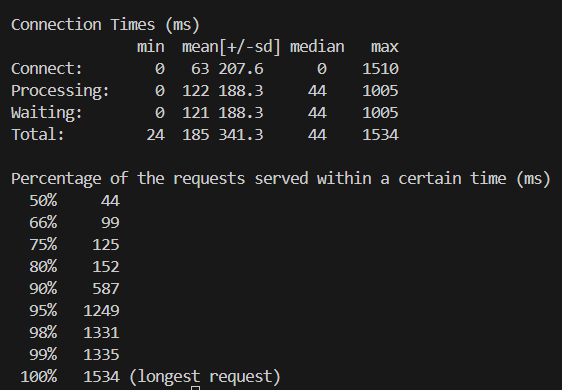 Connection Times (ms)
              min  mean[+/-sd] median   max
Connect:        0   63 207.6      0    1510
Processing:     0  122 188.3     44    1005
Waiting:        0  121 188.3     44    1005
Total:         24  185 341.3     44    1534

Percentage of the requests served within a certain time (ms)
  50%     44
  66%     99
  75%    125
  80%    152
  90%    587
  95%   1249
  98%   1331
  99%   1335
 100%   1534 (longest request)